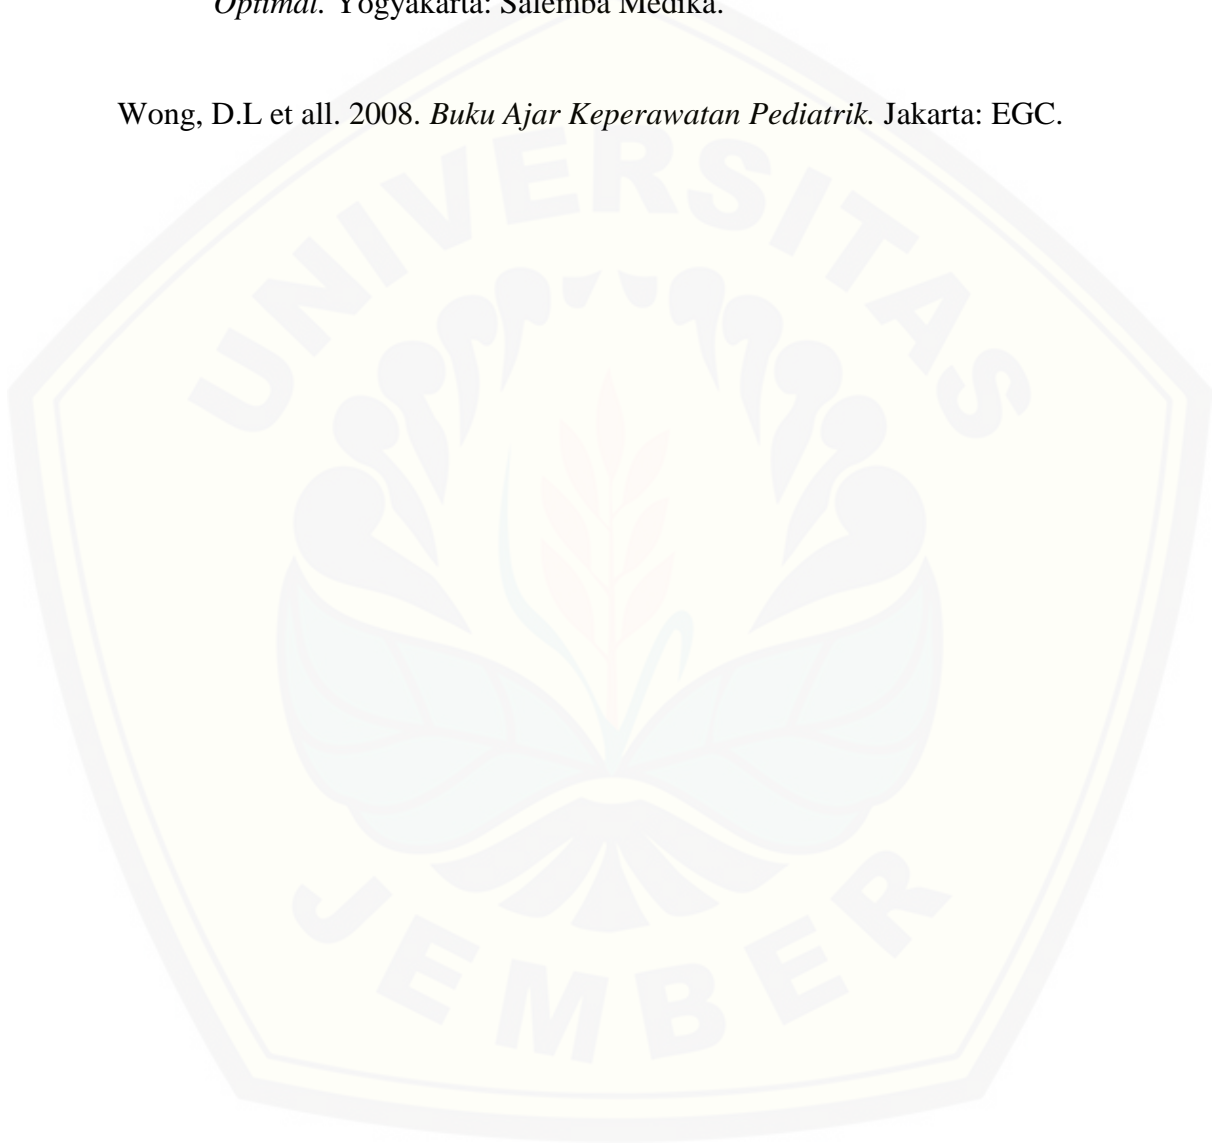 Optimal. Yogyakarta: Salemba Medika.
Wong, D.L et all. 2008. Buku Ajar Keperawatan Pediatrik. Jakarta: EGC.
UNIVERSITAS
JEMBER